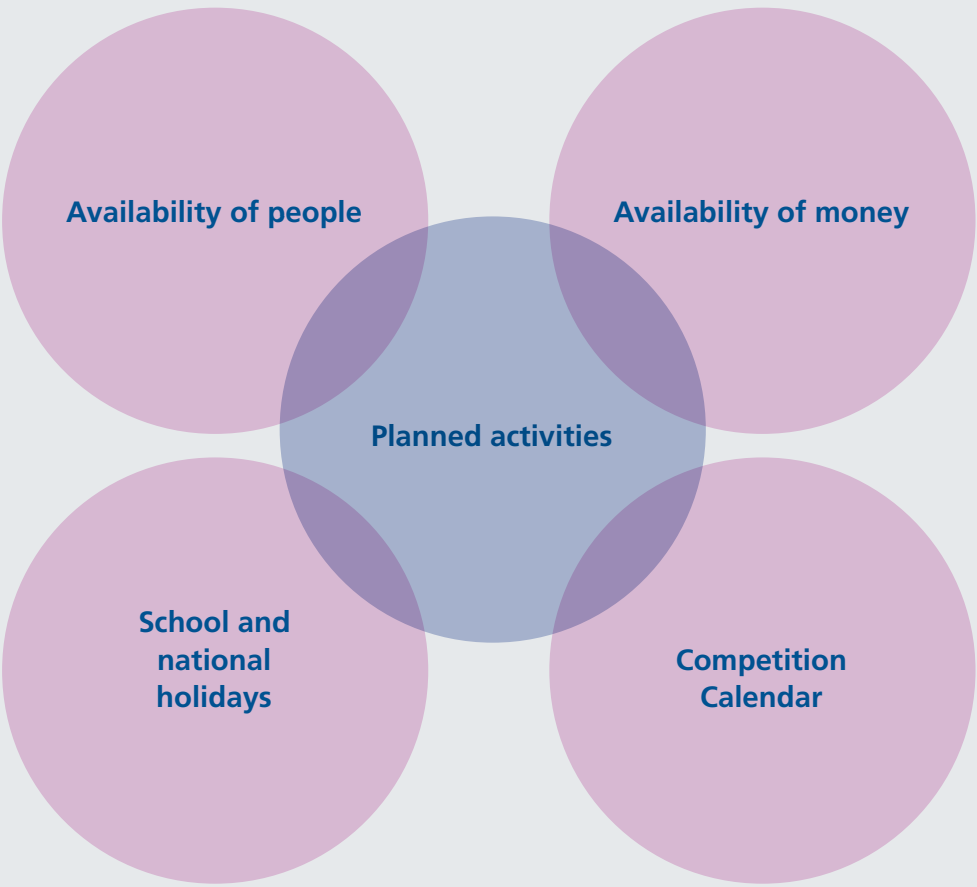 Availability of people
Availability of money
Planned activities
School and
national
holidays
Competition
Calendar